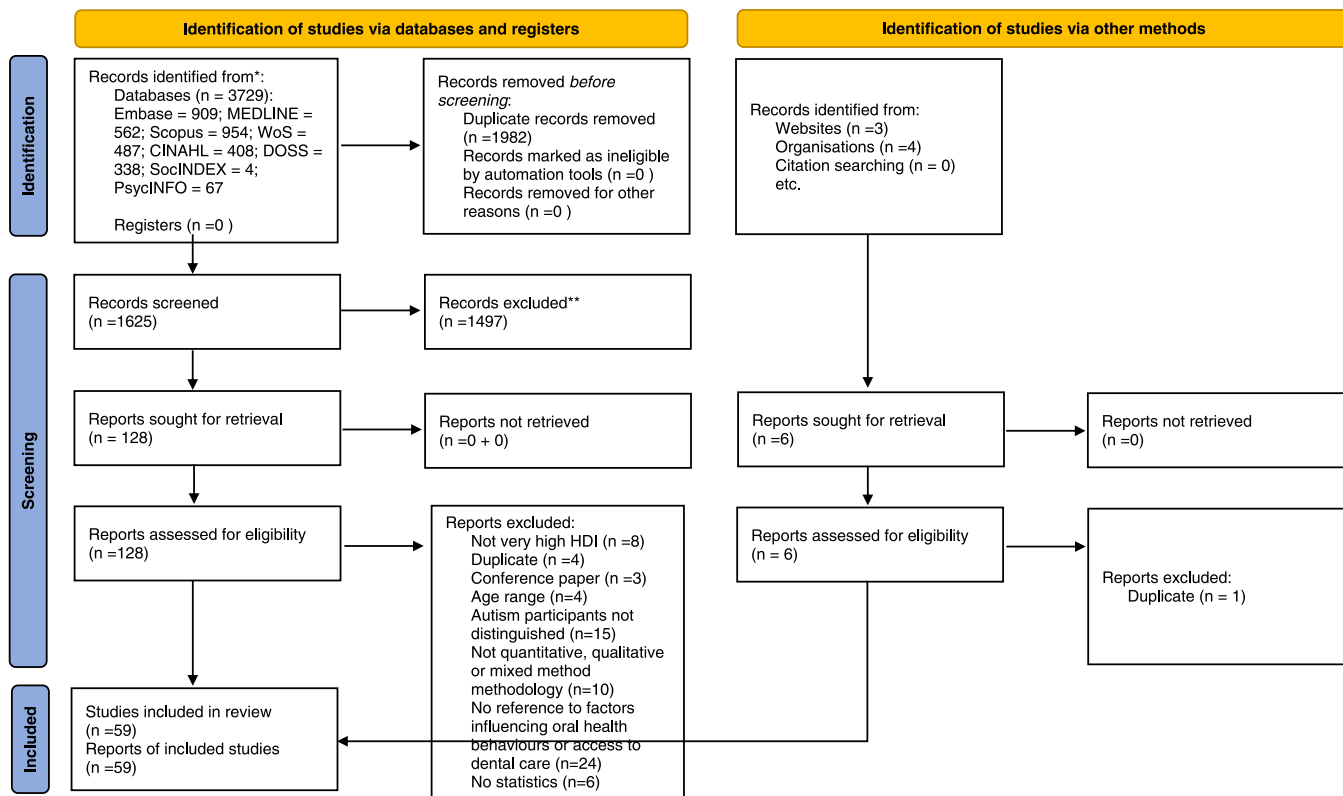 Identification of studies via databases and registers
Identification of studies via other methods
Identification
Records identified from*:
Databases (n = 3729):
Embase = 909; MEDLINE =
562; Scopus = 954; WoS =
487; CINAHL = 408; DOSS =
338; SocINDEX = 4;
PsycINFO = 67
Registers (n =0 )
Records removed before
screening:
Duplicate records removed
(n =1982)
Records marked as ineligible
by automation tools (n =0 )
Records removed for other
reasons (n =0 )
Records identified from:
Websites (n =3)
Organisations (n =4)
Citation searching (n = 0)
etc.
Screening
Records screened
(n =1625)
Records excluded**
(n =1497)
Reports sought for retrieval
(n = 128)
Reports not retrieved
(n =0 + 0)
Reports sought for retrieval
(n =6)
Reports not retrieved
(n =0)
Reports assessed for eligibility
(n =128)
Reports excluded:
Not very high HDI (n =8)
Duplicate (n =4)
Conference paper (n =3)
Age range (n=4)
Autism participants not
distinguished (n=15)
Not quantitative, qualitative
or mixed method
methodology (n=10)
No reference to factors
influencing oral health
behaviours or access to
dental care (n=24)
No statistics (n=6)
Reports assessed for eligibility
(n = 6)
Reports excluded:
Duplicate (n = 1)
Included
Studies included in review
(n =59)
Reports of included studies
(n =59)